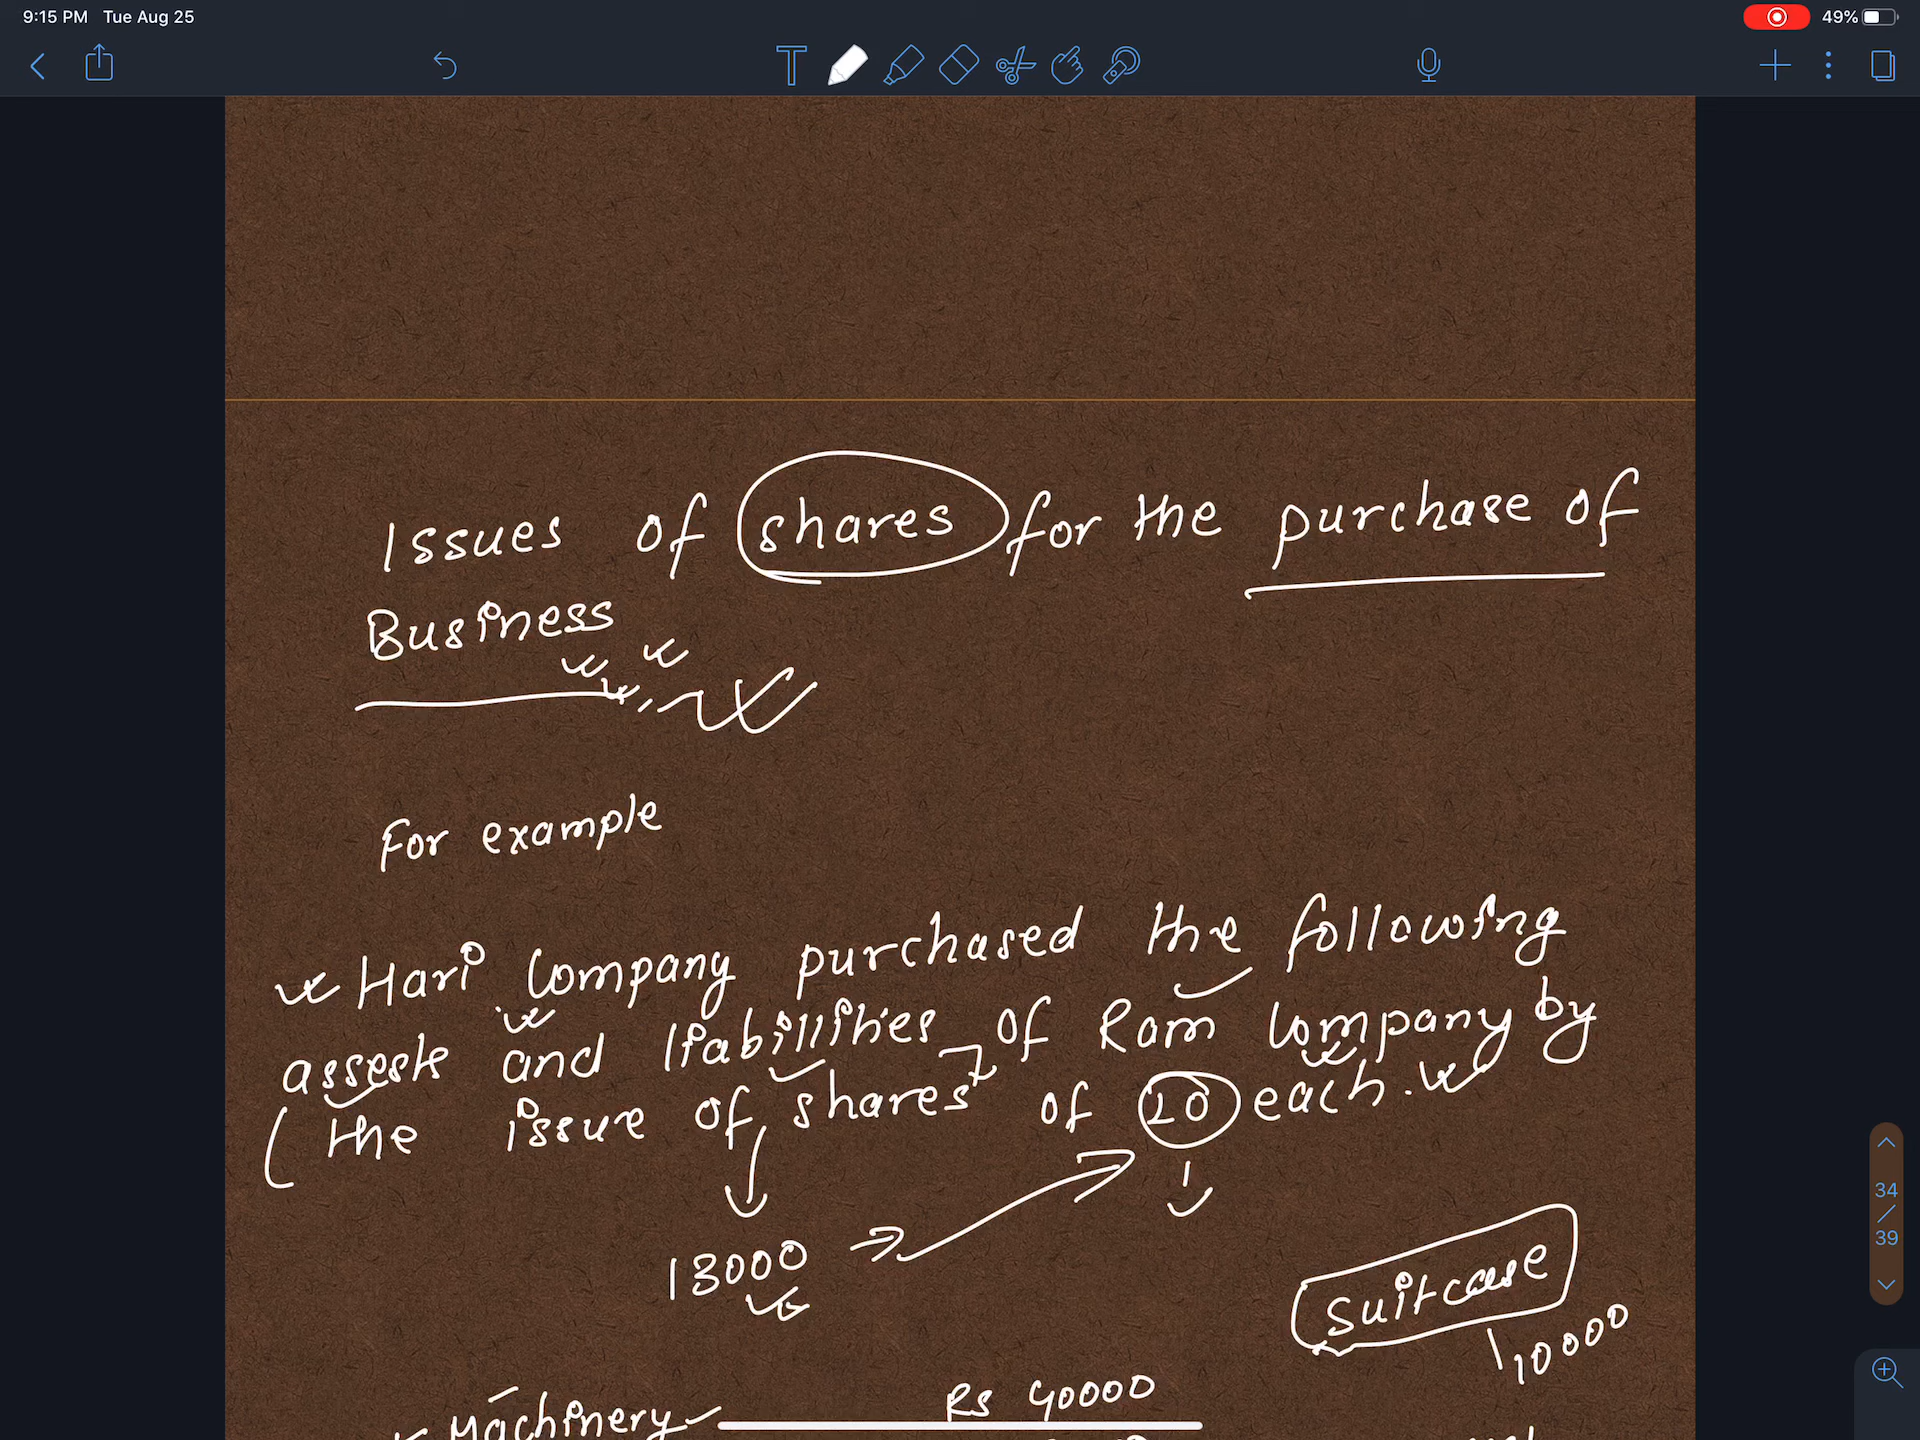 9:15 PM Tue Aug 25
49%
T
Issues of shares for the purchase of
Business
For example
Hari Company purchased the following
assests and liabilities of Ram Company by
the issue of shares of 10 each.
13000
suitcase
10000
Rs 40000
Machinery
34
/
39